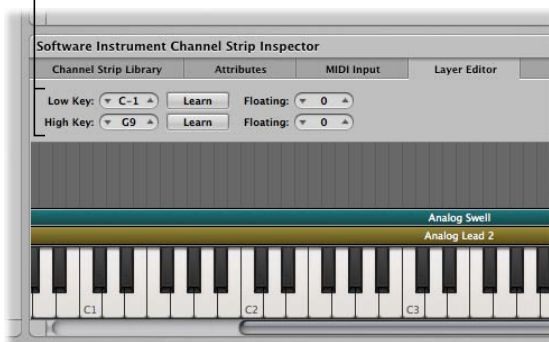 Software Instrument Channel Strip Inspector
Channel Strip Library Attributes MIDI Input Layer Editor
Low Key: C-1 Learn Floating: 0
High Key: G9 Learn Floating: 0
Analog Swell
Analog Lead 2
C1 C2 C3